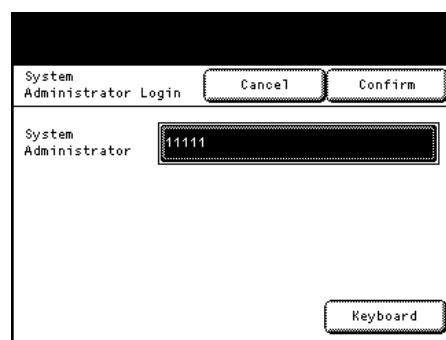 System
Administrator Login
Cancel
Confirm
System
Administrator
11111
Keyboard